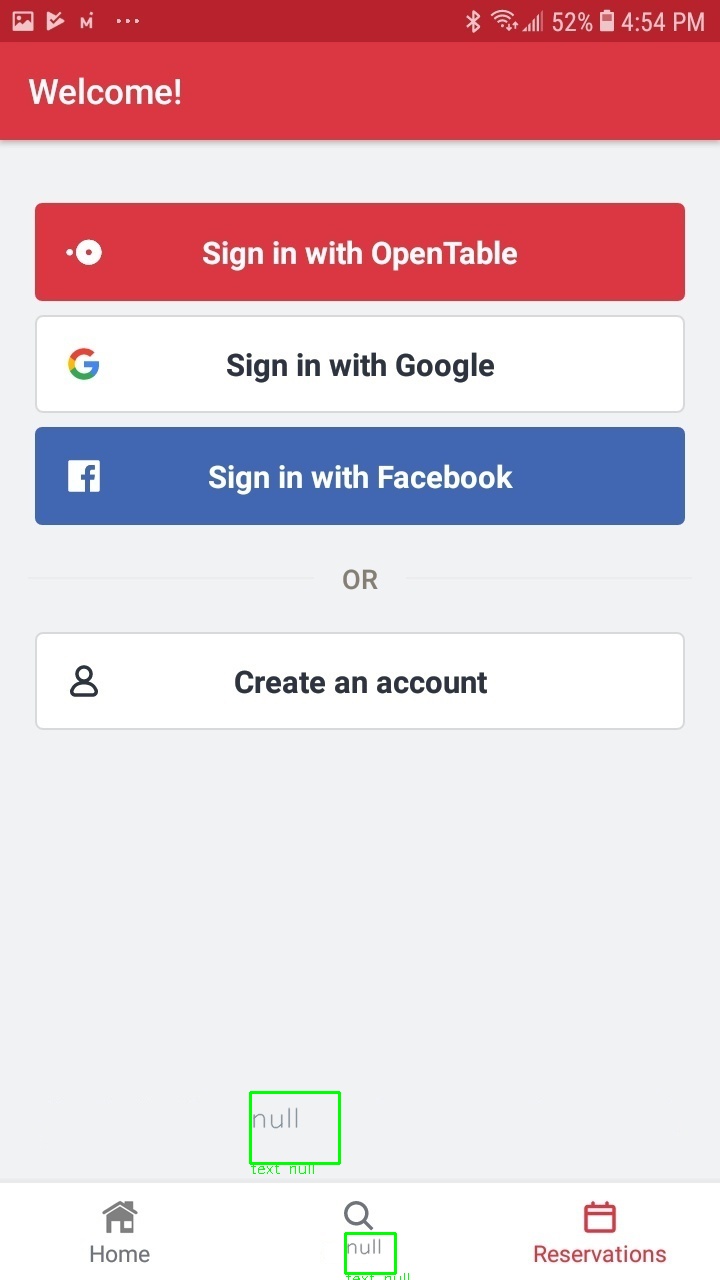 52% 4:54 PM
Welcome!
Sign in with OpenTable
Sign in with Google
Sign in with Facebook
OR
Create an account
null
text_null
Home
null
Reservations
text_null